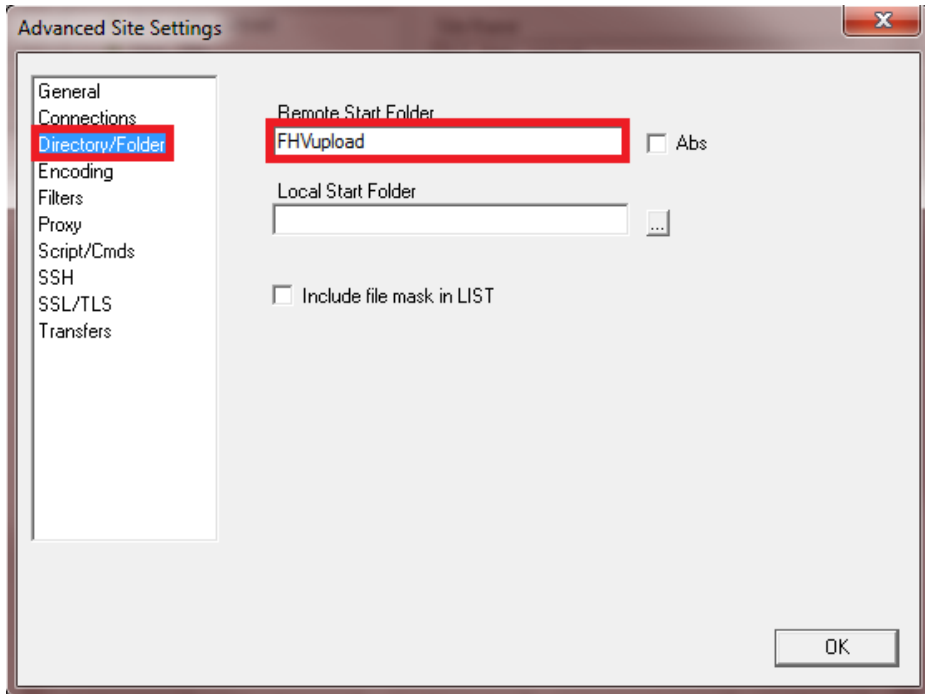 Advanced Site Settings
x
General
Connections
Directory/Folder
Encoding
Filters
Proxy
Script/Cmds
SSH
SSL/TLS
Transfers
Remote Start Folder
FHVupload
Abs
Local Start Folder
...
Include file mask in LIST
OK